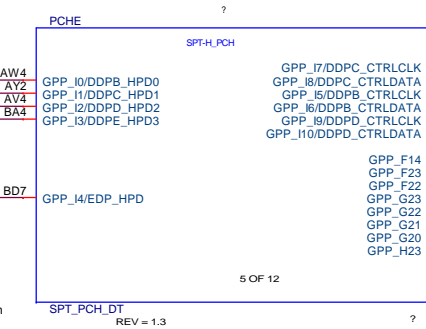 ?
PCHE
SPT-H_PCH
AW4
AY2
AV4
BA4
GPP_I0/DDPB_HPD0
GPP_I1/DDPC_HPD1
GPP_I2/DDPD_HPD2
GPP_I3/DDPE_HPD3
GPP_I7/DDPC_CTRLCLK
GPP_I8/DDPC_CTRLDATA
GPP_I5/DDPB_CTRLCLK
GPP_I6/DDPB_CTRLDATA
GPP_I9/DDPD_CTRLCLK
GPP_I10/DDPD_CTRLDATA
GPP_F14
GPP_F23
GPP_F22
GPP_G23
GPP_G22
GPP_G21
GPP_G20
GPP_H23
BD7
GPP_I4/EDP_HPD
5 OF 12
SPT_PCH_DT
REV = 1.3
?